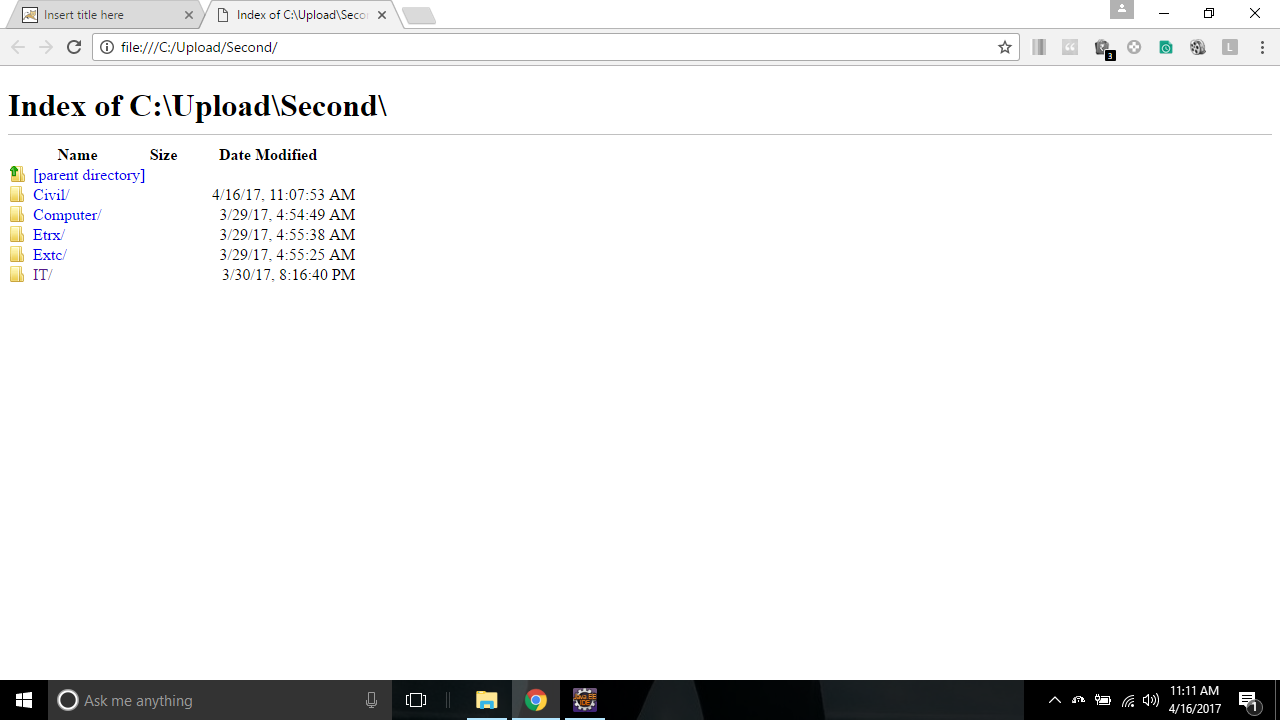 Insert title here
Index of C:\Upload\Seco
file:///C:/Upload/Second/
3
L
Index of C:\Upload\Second\
Name Size Date Modified
[parent directory]
Civil/ 4/16/17, 11:07:53 AM
Computer/ 3/29/17, 4:54:49 AM
Etrx/ 3/29/17, 4:55:38 AM
Extc/ 3/29/17, 4:55:25 AM
IT/ 3/30/17, 8:16:40 PM
Ask me anything
Java EE
IDE
11:11 AM
4/16/2017
1